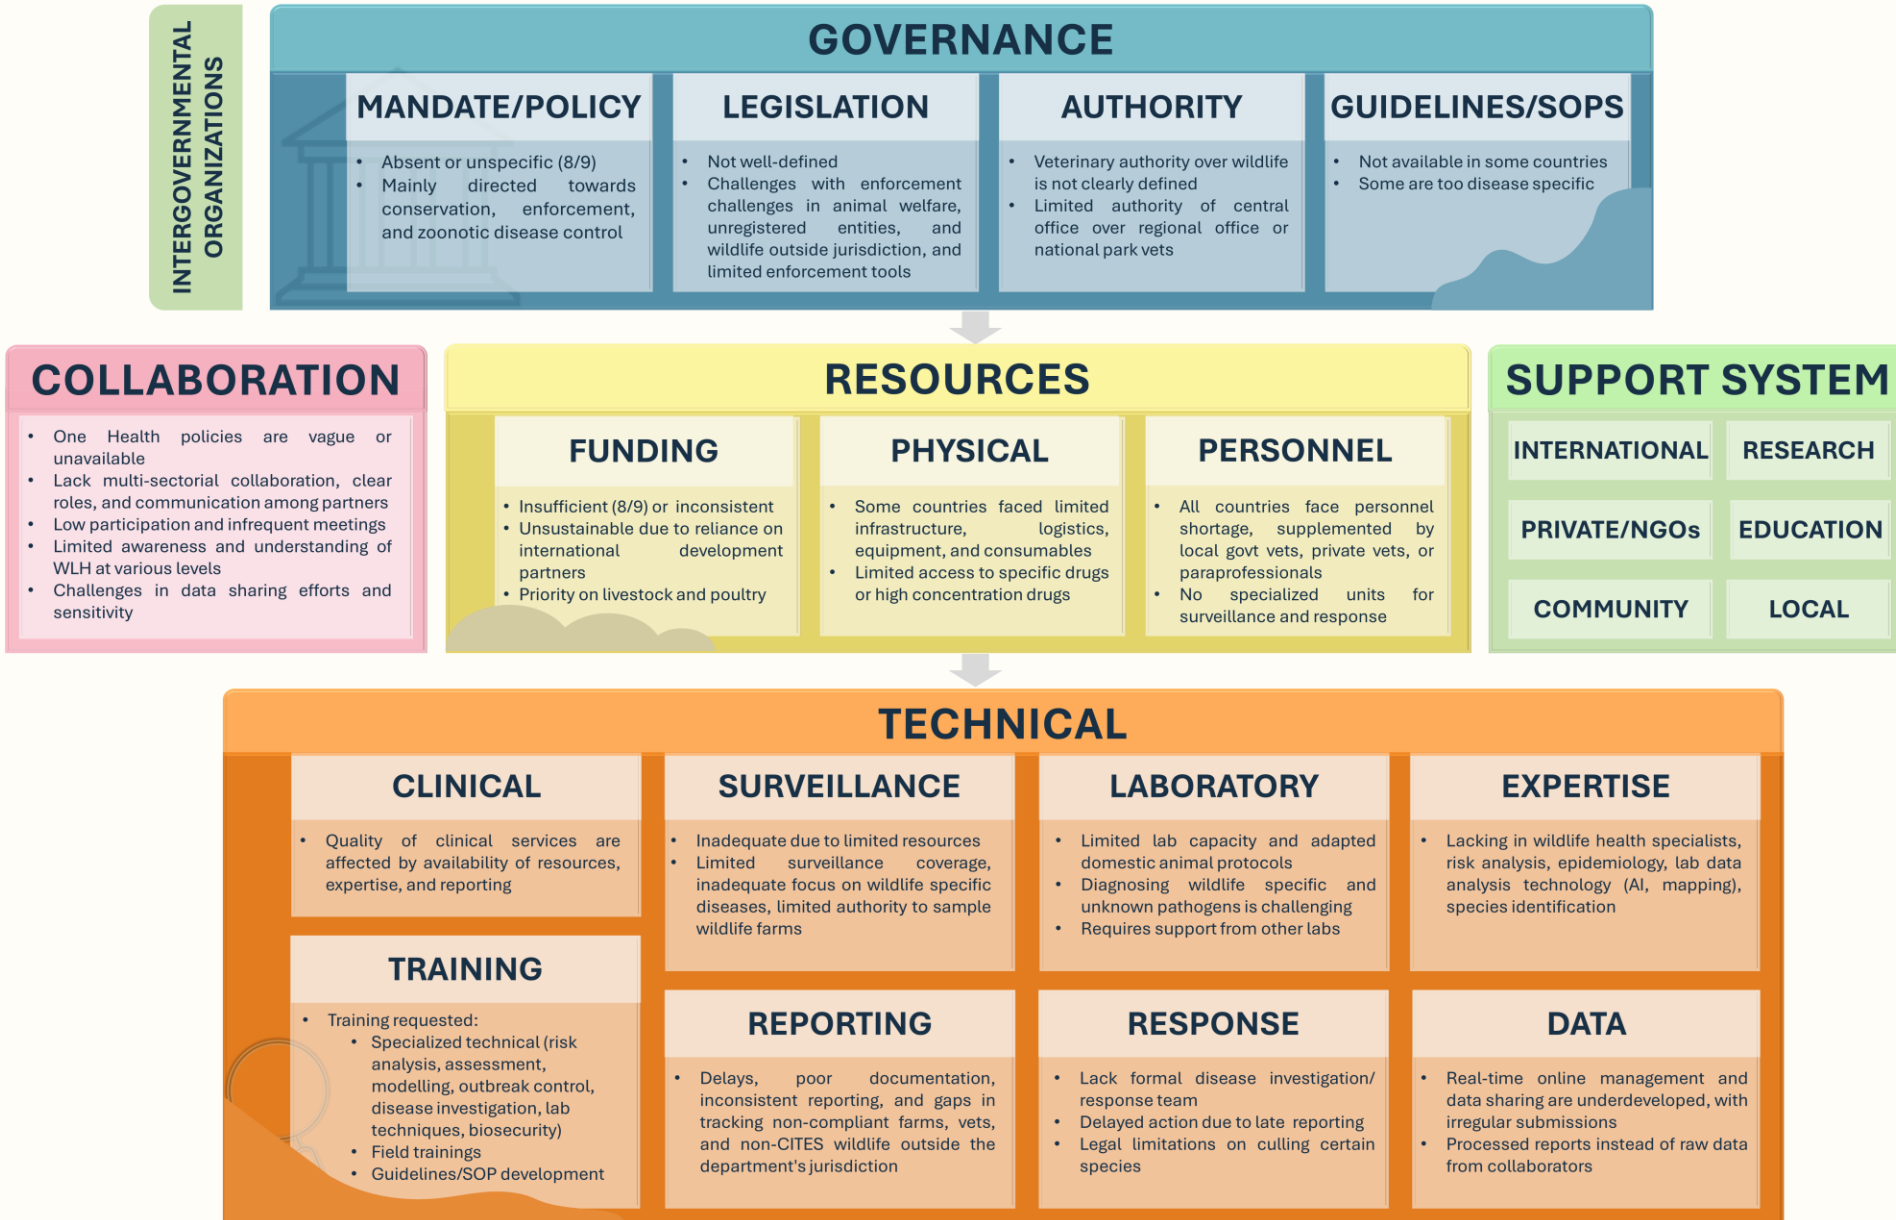 INTERGOVERNMENTAL
ORGANIZATIONS
GOVERNANCE
MANDATE/POLICY
• Absent or unspecific (8/9)
• Mainly directed towards
conservation, enforcement,
and zoonotic disease control
LEGISLATION
• Not well-defined
• Challenges with enforcement
challenges in animal welfare,
unregistered entities, and
wildlife outside jurisdiction, and
limited enforcement tools
AUTHORITY
• Veterinary authority over wildlife
is not clearly defined
• Limited authority of central
office over regional office or
national park vets
GUIDELINES/SOPS
• Not available in some countries
• Some are too disease specific
COLLABORATION
• One Health policies are vague or
unavailable
• Lack multi-sectorial collaboration, clear
roles, and communication among partners
• Low participation and infrequent meetings
• Limited awareness and understanding of
WLH at various levels
• Challenges in data sharing efforts and
sensitivity
RESOURCES
FUNDING
• Insufficient (8/9) or inconsistent
• Unsustainable due to reliance on
international development
partners
• Priority on livestock and poultry
PHYSICAL
• Some countries faced limited
infrastructure, logistics,
equipment, and consumables
• Limited access to specific drugs
or high concentration drugs
PERSONNEL
• All countries face personnel
shortage, supplemented by
local govt vets, private vets, or
paraprofessionals
• No specialized units for
surveillance and response
SUPPORT SYSTEM
INTERNATIONAL
RESEARCH
PRIVATE/NGOs
EDUCATION
COMMUNITY
LOCAL
TECHNICAL
CLINICAL
• Quality of clinical services are
affected by availability of resources,
expertise, and reporting
SURVEILLANCE
• Inadequate due to limited resources
• Limited surveillance coverage,
inadequate focus on wildlife specific
diseases, limited authority to sample
wildlife farms
LABORATORY
• Limited lab capacity and adapted
domestic animal protocols
• Diagnosing wildlife specific and
unknown pathogens is challenging
• Requires support from other labs
EXPERTISE
• Lacking in wildlife health specialists,
risk analysis, epidemiology, lab data
analysis technology (AI, mapping),
species identification
TRAINING
• Training requested:
• Specialized technical (risk
analysis, assessment,
modelling, outbreak control,
disease investigation, lab
techniques, biosecurity)
• Field trainings
• Guidelines/SOP development
REPORTING
• Delays, poor documentation,
inconsistent reporting, and gaps in
tracking non-compliant farms, vets,
and non-CITES wildlife outside the
department's jurisdiction
RESPONSE
• Lack formal disease investigation/
response team
• Delayed action due to late reporting
• Legal limitations on culling certain
species
DATA
• Real-time online management and
data sharing are underdeveloped, with
irregular submissions
• Processed reports instead of raw data
from collaborators